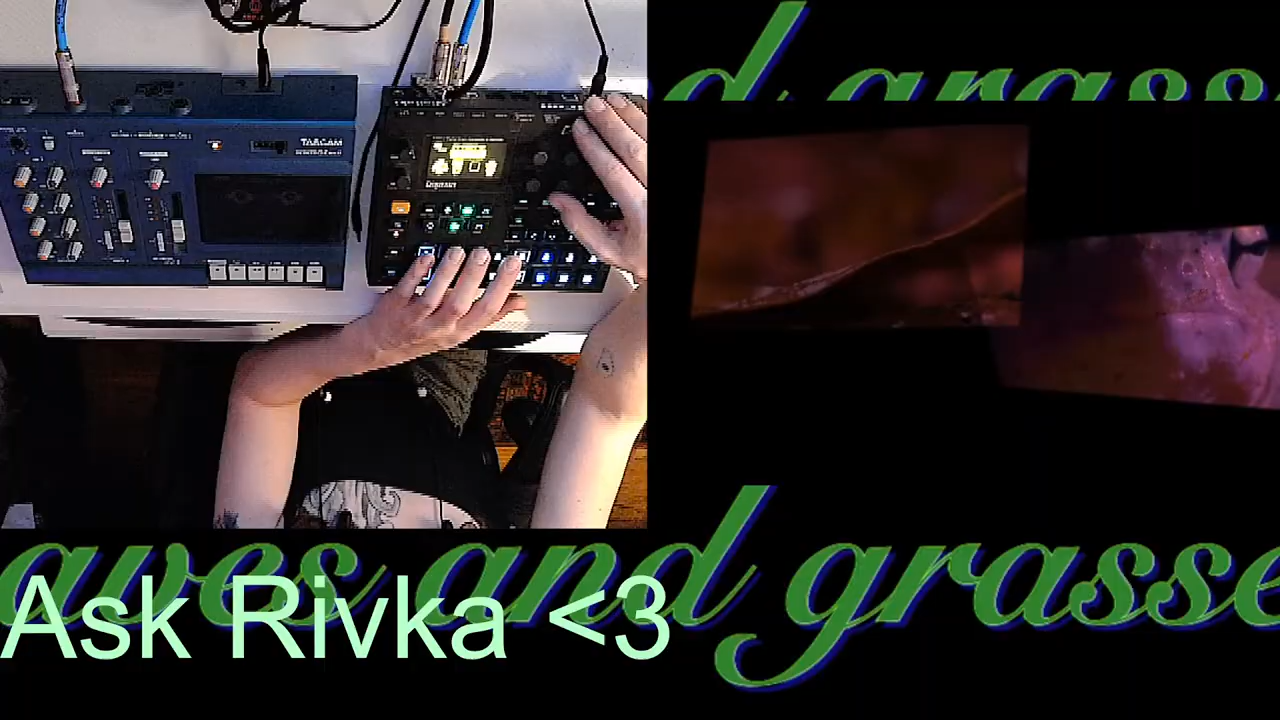 d grasse
TASCAM
aves and grasse
Ask Rivka <3